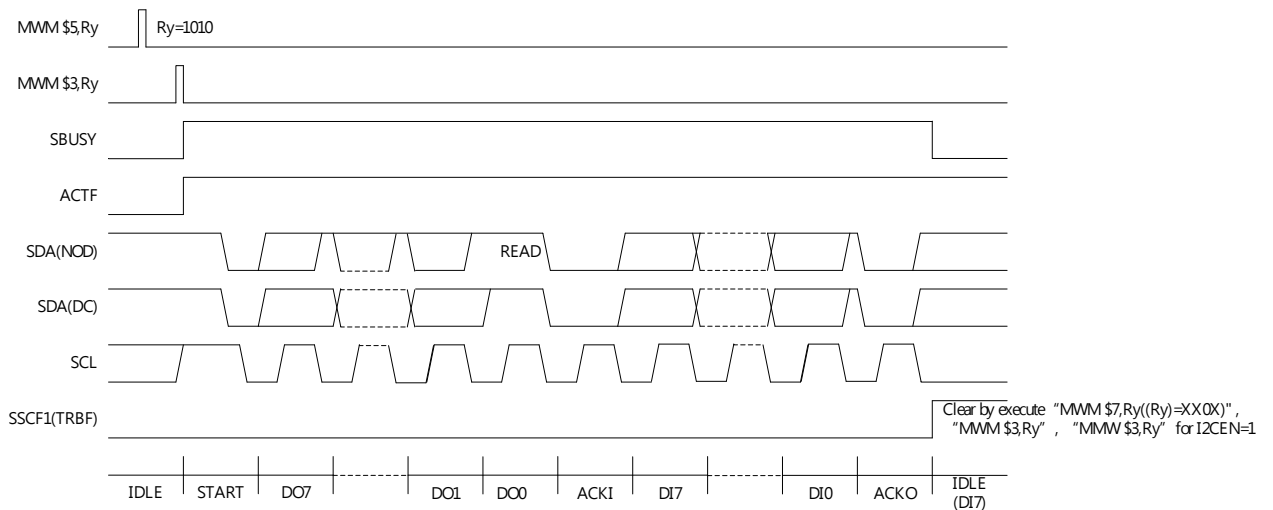 MWM $5,Ry
Ry=1010
MWM $3,Ry
SBUSY
ACTF
SDA(NOD)
READ
SDA(DC)
SCL
SSCF1(TRBF)
Clear by execute “MWM $7,Ry((Ry)=XX0X)",
“MWM $3,Ry” , “MMW $3,Ry” for I2CEN=1
IDLE START DO7 DO1 DO0 ACKI DI7 DI0 ACKO IDLE
(DI7)